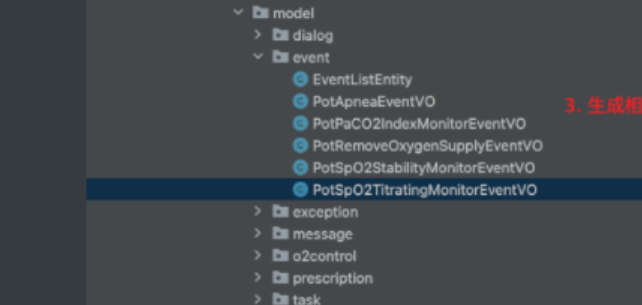 model
dialog
event
EventListEntity
PotApneaEventVO
3. 生成相
PotPaCO2IndexMonitorEventVO
PotRemoveOxygenSupplyEventVO
PotSpO2StabilityMonitorEventVO
PotSpO2TitratingMonitorEventVO
exception
message
o2control
prescription
task